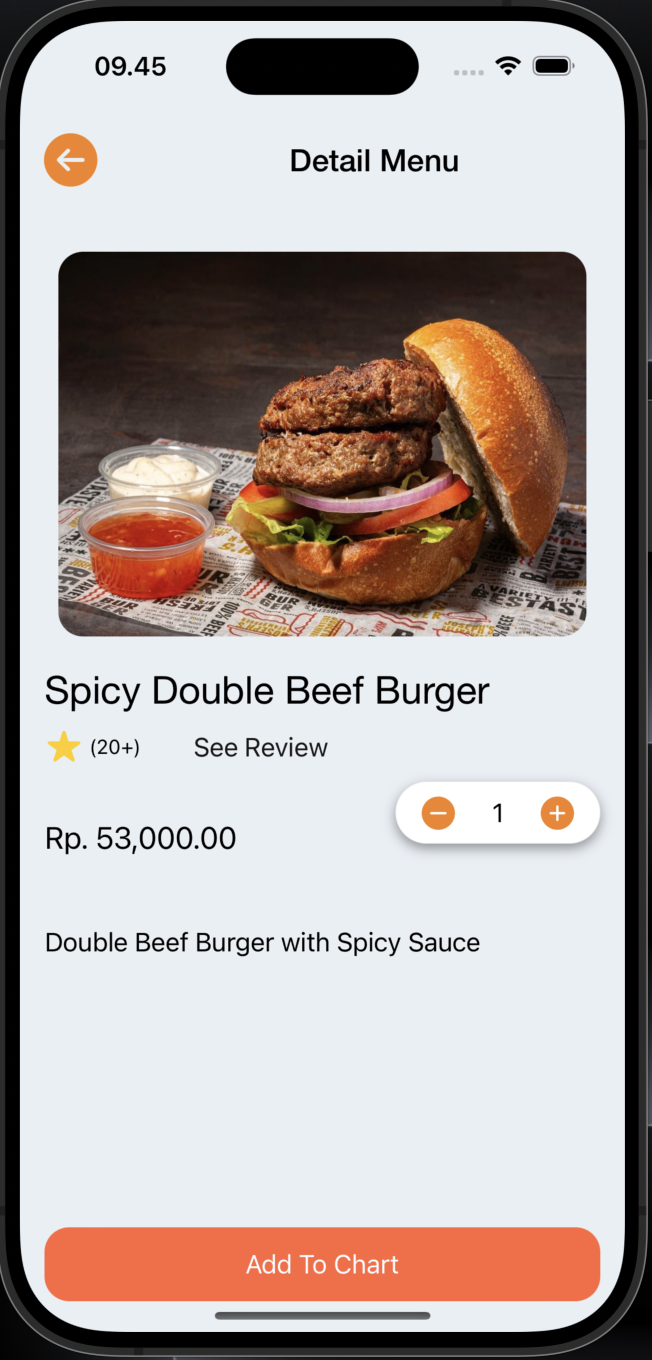 09.45
Detail Menu
Spicy Double Beef Burger
(20+) See Review
1
Rp. 53,000.00
Double Beef Burger with Spicy Sauce
Add To Chart